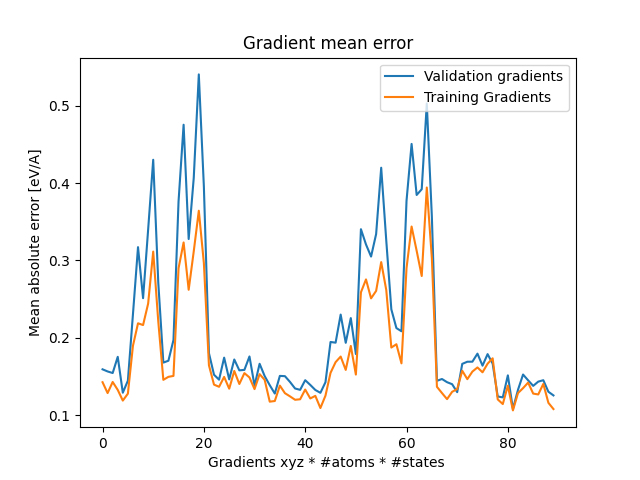 Gradient mean error
Validation gradients
Training Gradients
Mean absolute error [eV/A]
0.5
0.4
0.3
0.2
0.1
0 20 40 60 80
Gradients xyz * #atoms * #states